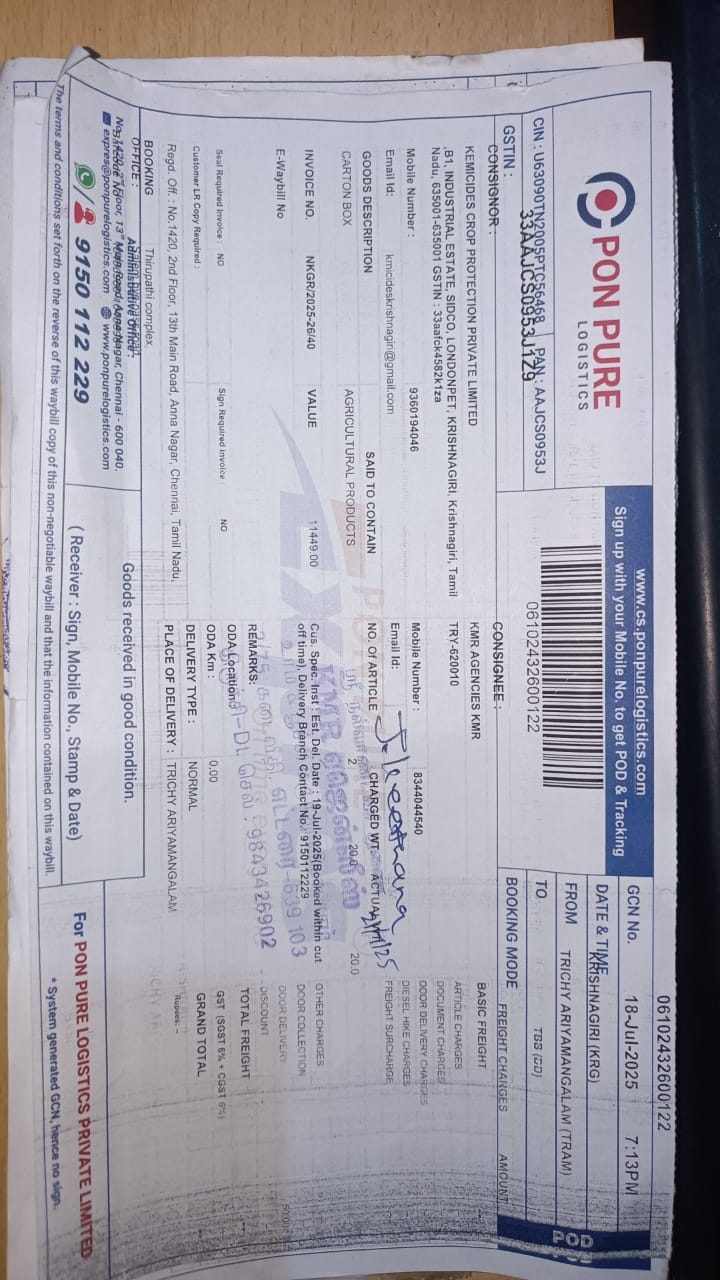 PON PURE
LOGISTICS
CIN : U63090TN2005PTC56468
PAN : AAJCS0953J
GSTIN :
33AAJCS0953J1Z9
www.cs.ponpurelogistics.com
Sign up with your Mobile No. to get POD & Tracking
06102432600122
06102432600122
GCN No.
DATE & TIME
18-Jul-2025 7:13PM
FROM
KRISHNAGIRI (KRG)
TO
TRICHY ARIYAMANGALAM (TRAM)
BOOKING MODE
TBB (DD)
POD
CONSIGNOR :
KEMICIDES CROP PROTECTION PRIVATE LIMITED
,B1, INDUSTRIAL ESTATE, SIDCO, LONDONPET, KRISHNAGIRI, Krishnagiri, Tamil
Nadu, 635001-635001 GSTIN : 33aafck4582k1za
Mobile Number : 9360194046
Email Id: kmicideskrishnagiri@gmail.com
CONSIGNEE :
KMR AGENCIES KMR
TRY-620010
Mobile Number : 8344044540
Email Id:
FREIGHT CHARGES AMOUNT
BASIC FREIGHT
ARTICLE CHARGES
DOCUMENT CHARGES
DOOR DELIVERY CHARGES
DIESEL HIKE CHARGES
FREIGHT SURCHARGE
OTHER CHARGES
DOOR COLLECTION
DOOR DELIVERY
DISCOUNT
TOTAL FREIGHT
GST (SGST 6% + CGST 6%)
GRAND TOTAL
Rupees: -
GOODS DESCRIPTION SAID TO CONTAIN NO. OF ARTICLE CHARGED WT. ACTUAL
CARTON BOX AGRICULTURAL PRODUCTS 2 20.0 20.0
INVOICE NO. NKGR/2025-26/40 VALUE 11449.00
Cus. Spec. Inst : Est. Del. Date : 19-Jul-2025(Booked within cut
off time), Delivery Branch Contact No.: 9150112229
E-Waybill No
REMARKS:
ODA Location
639 103
9843426902
Seal Required Invoice : NO Sign Required invoice NO
ODA Km : 0.00
Customer LR Copy Required :
DELIVERY TYPE : NORMAL
Regd. Off. : No.1420, 2nd Floor, 13th Main Road, Anna Nagar, Chennai, Tamil Nadu,
PLACE OF DELIVERY : TRICHY ARIYAMANGALAM
BOOKING
OFFICE :
Thirupathi complex,
Administrative Office :
Anna Nagar, Chennai - 600 040.
expres@ponpurelogistics.com www.ponpurelogistics.com
9150 112 229
Goods received in good condition.
( Receiver : Sign, Mobile No., Stamp & Date)
For PON PURE LOGISTICS PRIVATE LIMITED
* System generated GCN, hence no sign.
The terms and conditions set forth on the reverse of this waybill copy of this non-negotiable waybill and that the information contained on this waybill.